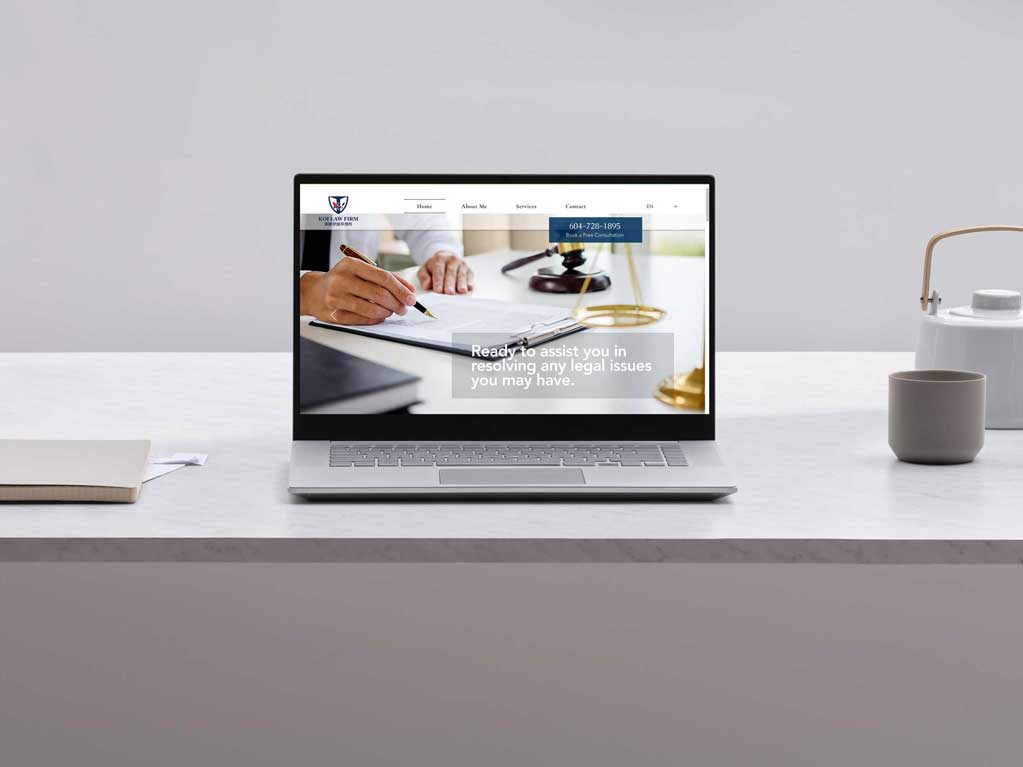 Home
About Me
Services
Contact
EN
KOI LAW FIRM
604-728-1895
Book a Free Consultation
Ready to assist you in
resolving any legal issues
you may have.